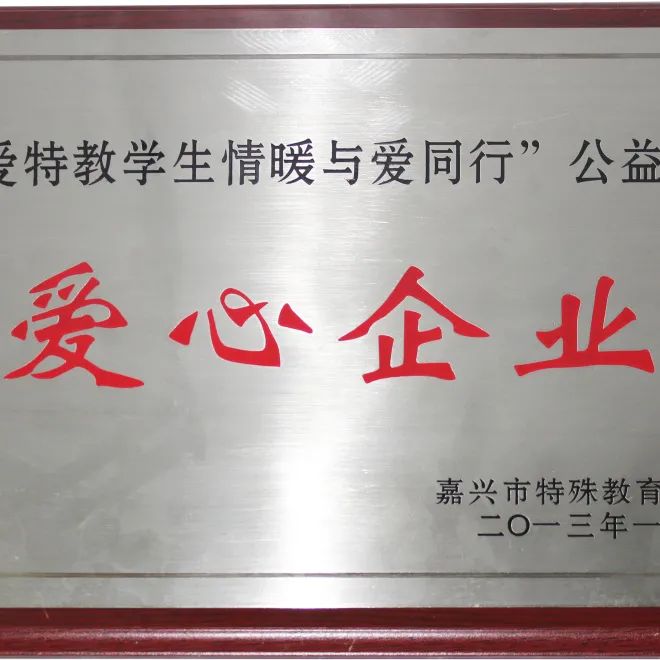 爱特教学生情暖与爱同行”公益
爱心企业
嘉兴市特殊教育
二〇一三年一